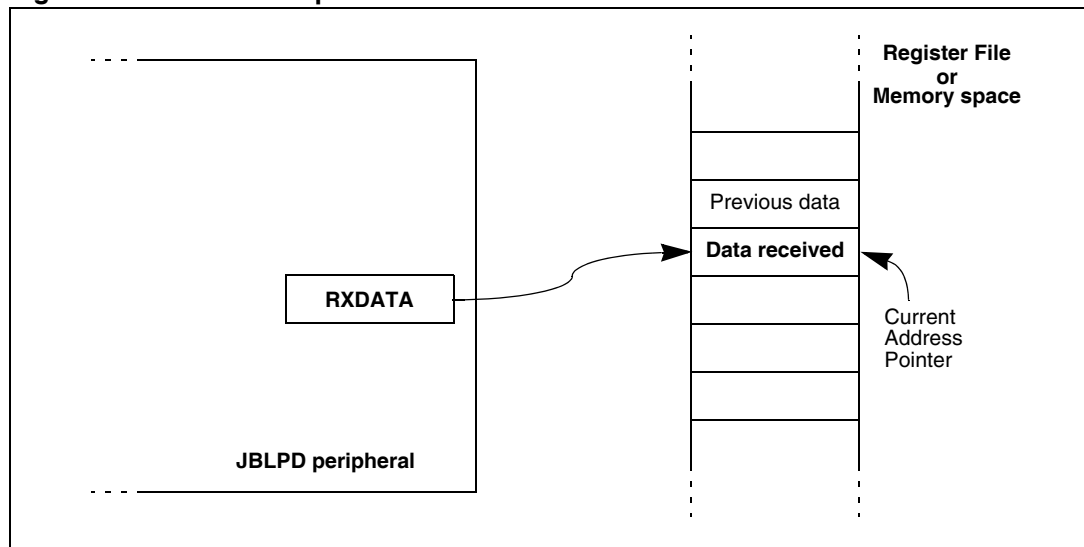 Register File
or
Memory space
Previous data
Data received
RXDATA
Current
Address
Pointer
JBLPD peripheral